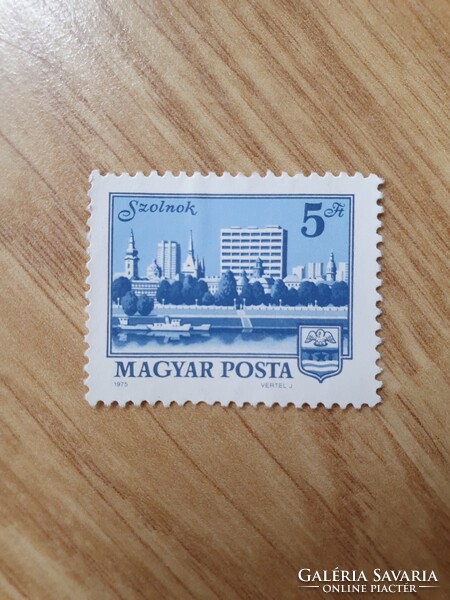 Szolnok 5 Ft
MAGYAR POSTA
1975 VERTEL J.
GALÉRIA SAVARIA
ONLINE PIACTÉR